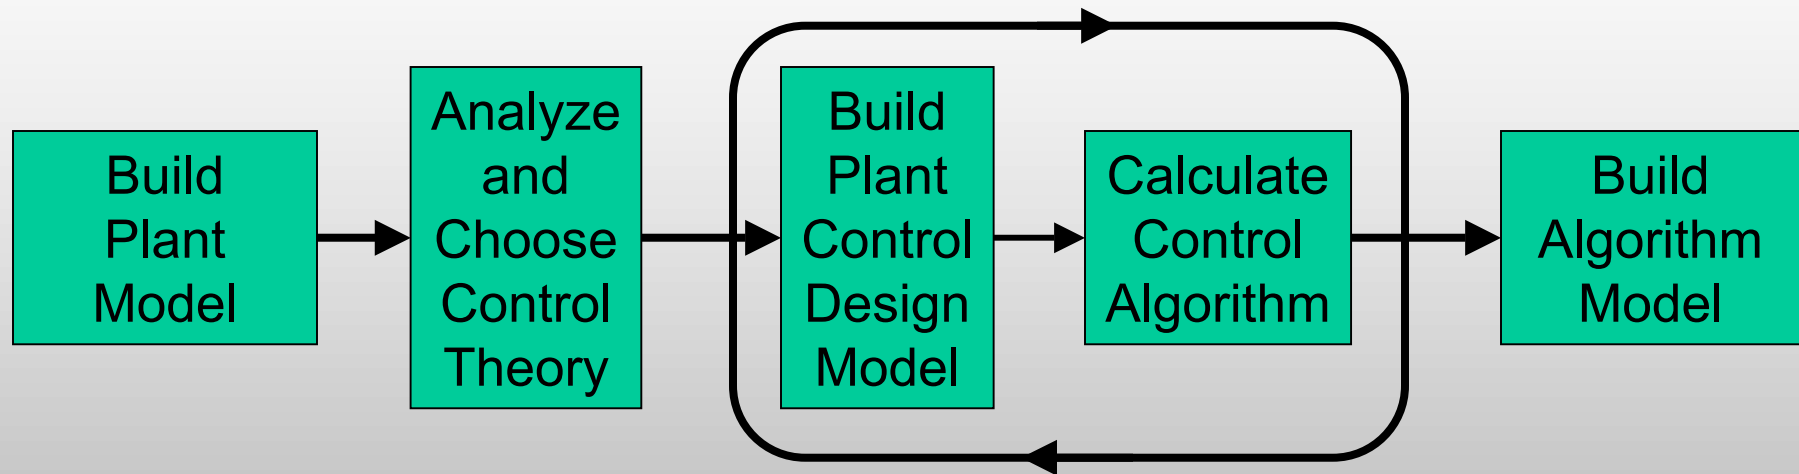 Build
Plant
Model
Analyze
and
Choose
Control
Theory
Build
Plant
Control
Design
Model
Calculate
Control
Algorithm
Build
Algorithm
Model